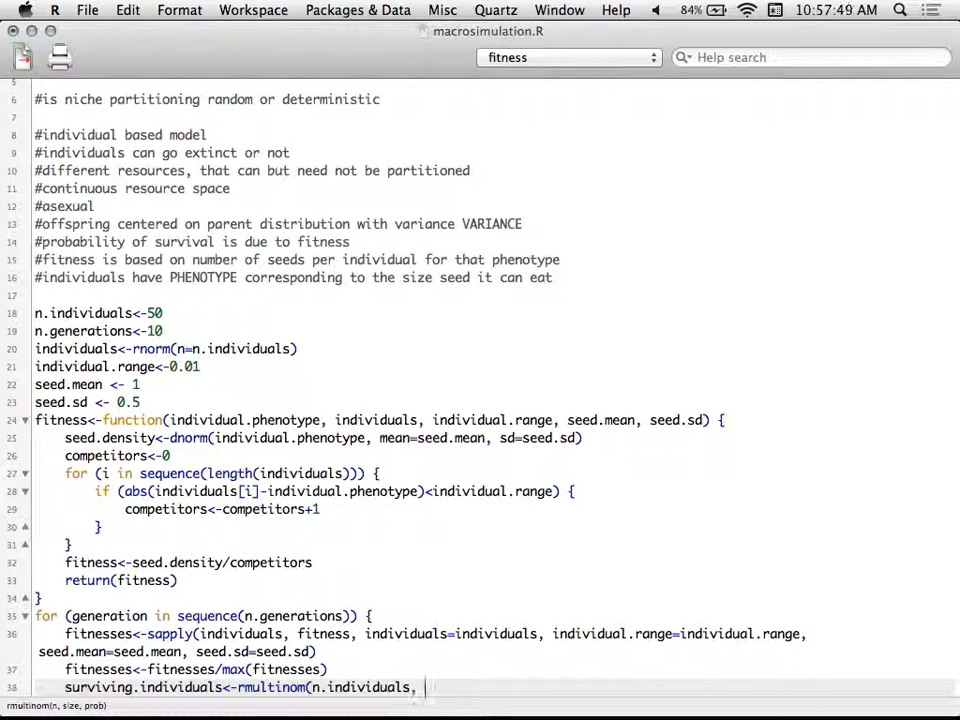 R File Edit Format Workspace Packages & Data Misc Quartz Window Help 84% 10:57:49 AM
macrosimulation.R
fitness Help search
5
6 #is niche partitioning random or deterministic
7
8 #individual based model
9 #individuals can go extinct or not
10 #different resources, that can but need not be partitioned
11 #continuous resource space
12 #asexual
13 #offspring centered on parent distribution with variance VARIANCE
14 #probability of survival is due to fitness
15 #fitness is based on number of seeds per individual for that phenotype
16 #individuals have PHENOTYPE corresponding to the size seed it can eat
17
18 n.individuals<-50
19 n.generations<-10
20 individuals<-rnorm(n=n.individuals)
21 individual.range<-0.01
22 seed.mean <- 1
23 seed.sd <- 0.5
24 fitness<-function(individual.phenotype, individuals, individual.range, seed.mean, seed.sd) {
25 seed.density<-dnorm(individual.phenotype, mean=seed.mean, sd=seed.sd)
26 competitors<-0
27 for (i in sequence(length(individuals))) {
28 if (abs(individuals[i]-individual.phenotype)<individual.range) {
29 competitors<-competitors+1
30 }
31 }
32 fitness<-seed.density/competitors
33 return(fitness)
34 }
35 for (generation in sequence(n.generations)) {
36 fitnesses<-sapply(individuals, fitness, individuals=individuals, individual.range=individual.range,
seed.mean=seed.mean, seed.sd=seed.sd)
37 fitnesses<-fitnesses/max(fitnesses)
38 surviving.individuals<-rmultinom(n.individuals,
rmultinom(n, size, prob)